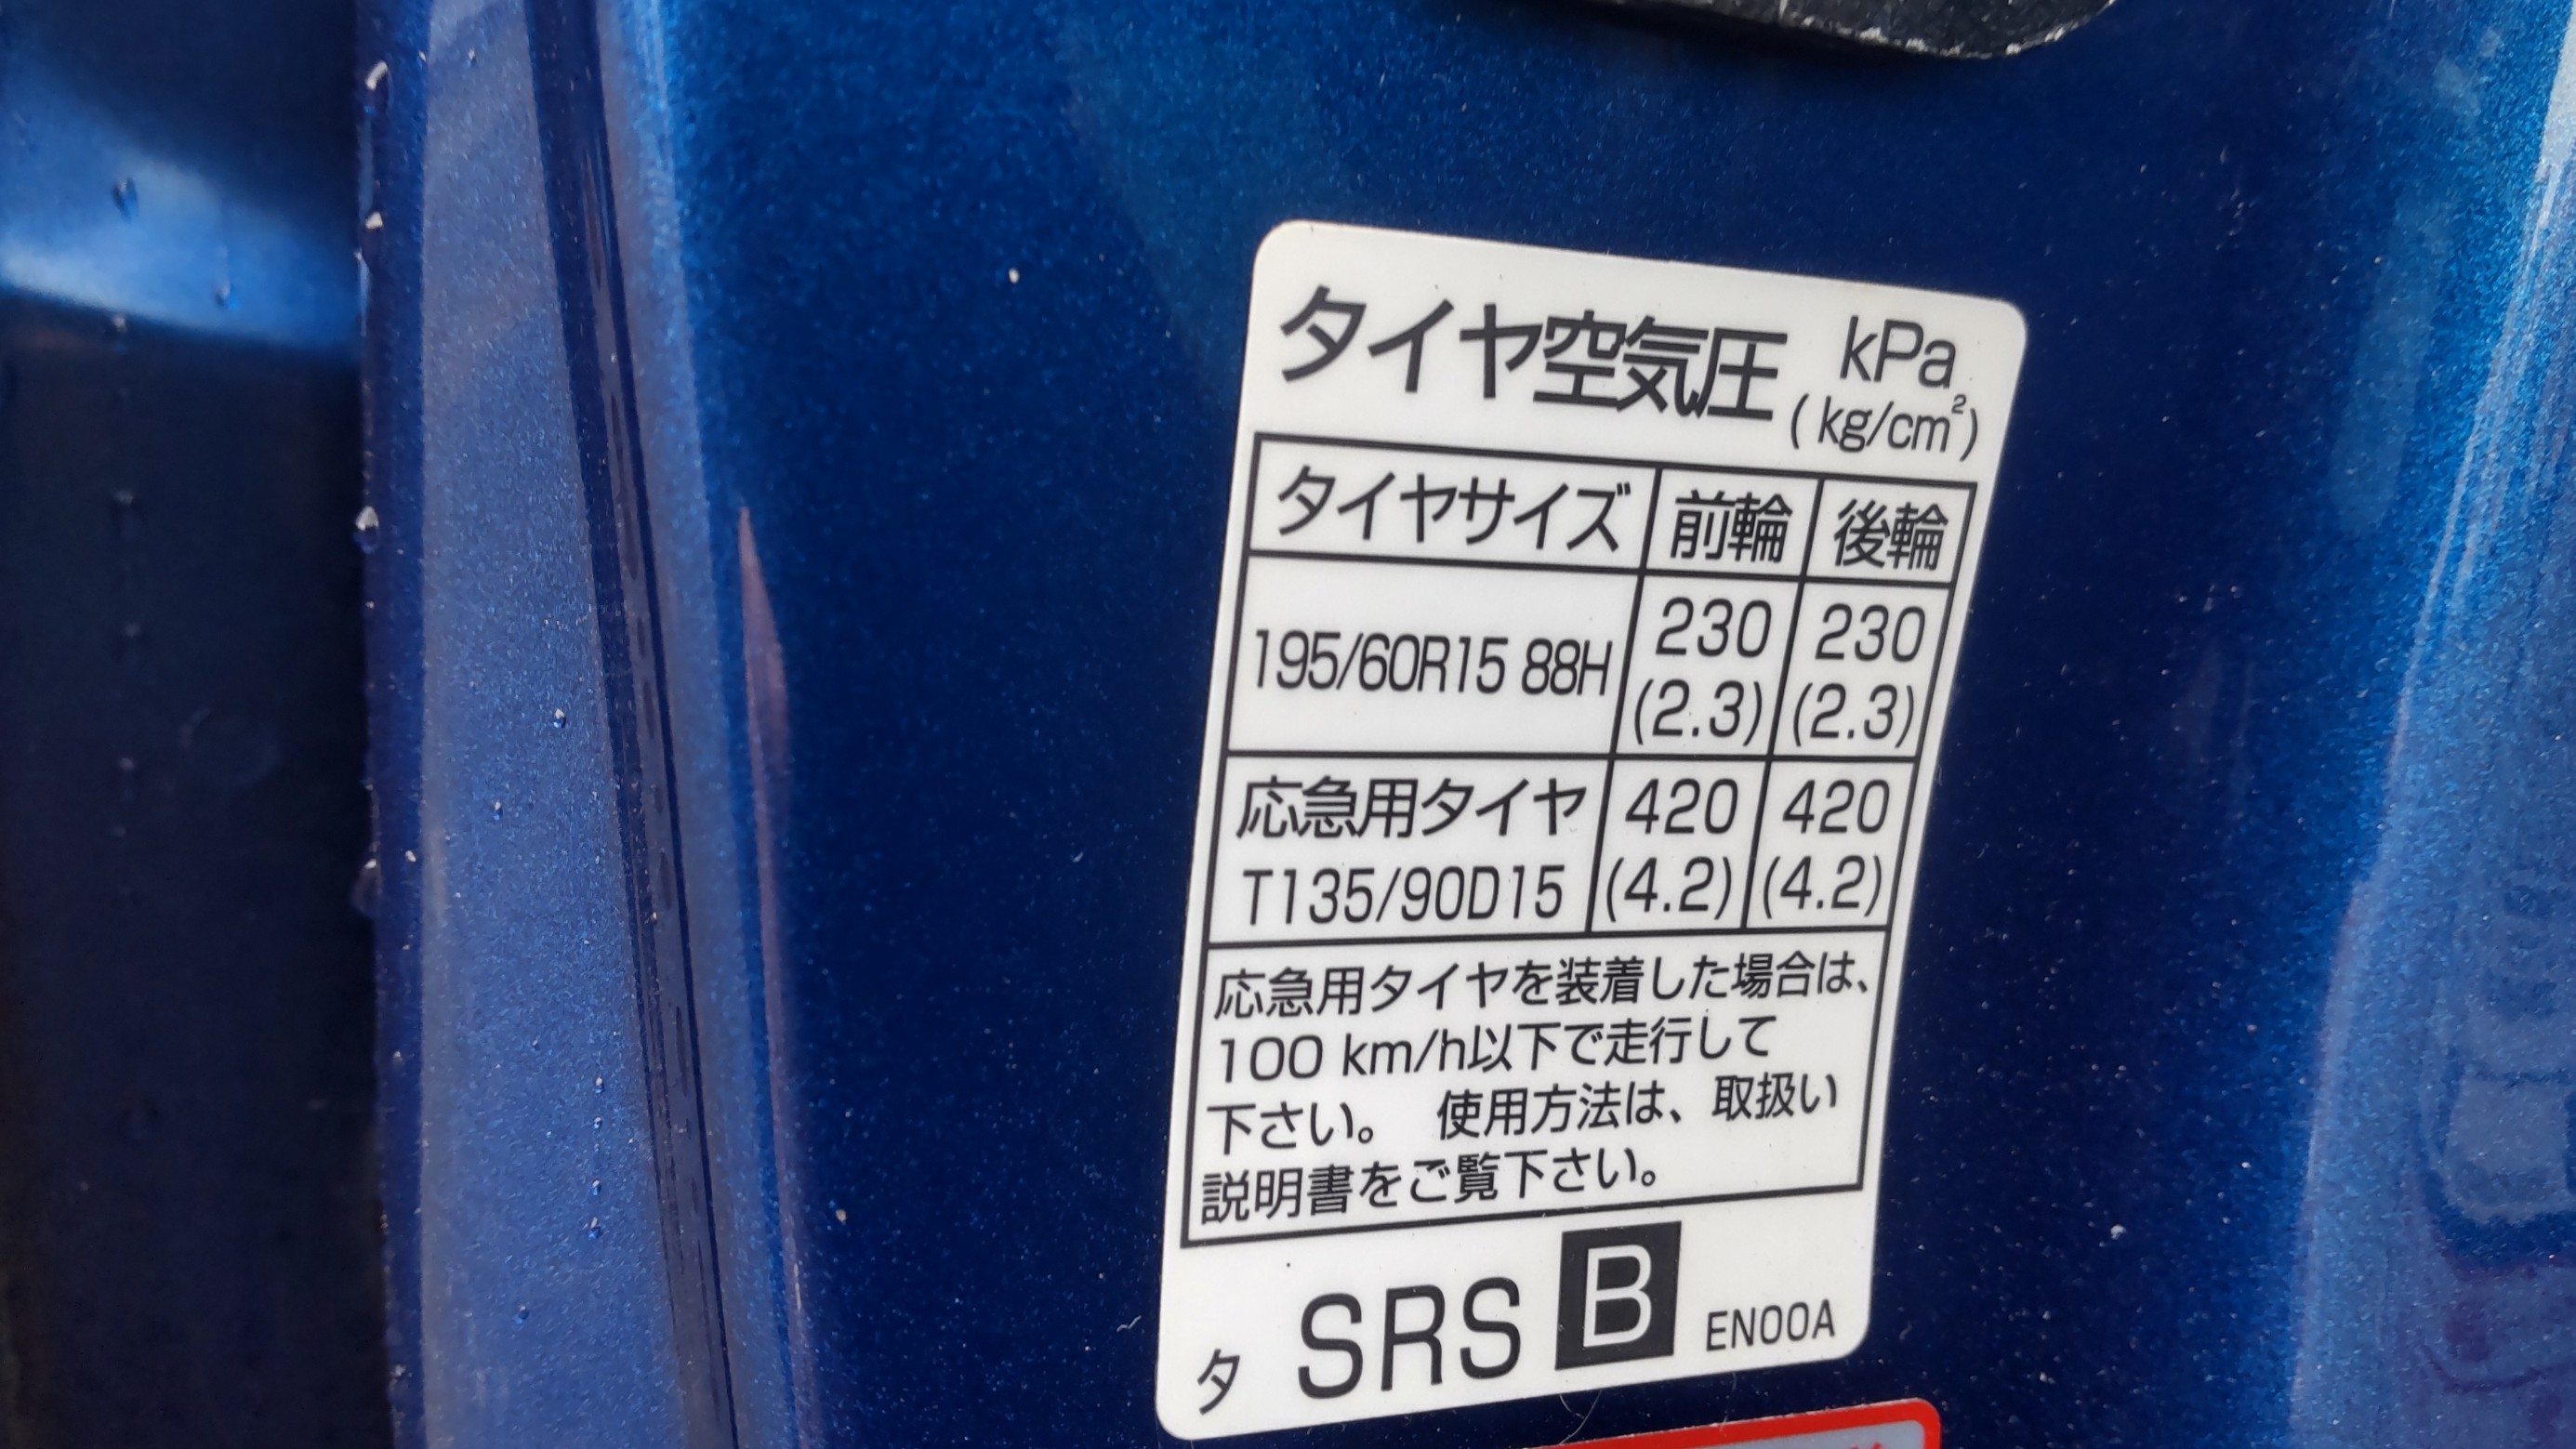 タイヤ空気圧 kPa
(kg/cm²)
タイヤサイズ 前輪 後輪
195/60R15 88H 230 230
(2.3) (2.3)
応急用タイヤ 420 420
T135/90D15 (4.2) (4.2)
応急用タイヤを装着した場合は、
100 km/h以下で走行して
下さい。 使用方法は、取扱い
説明書をご覧下さい。
タ SRS B EN00A